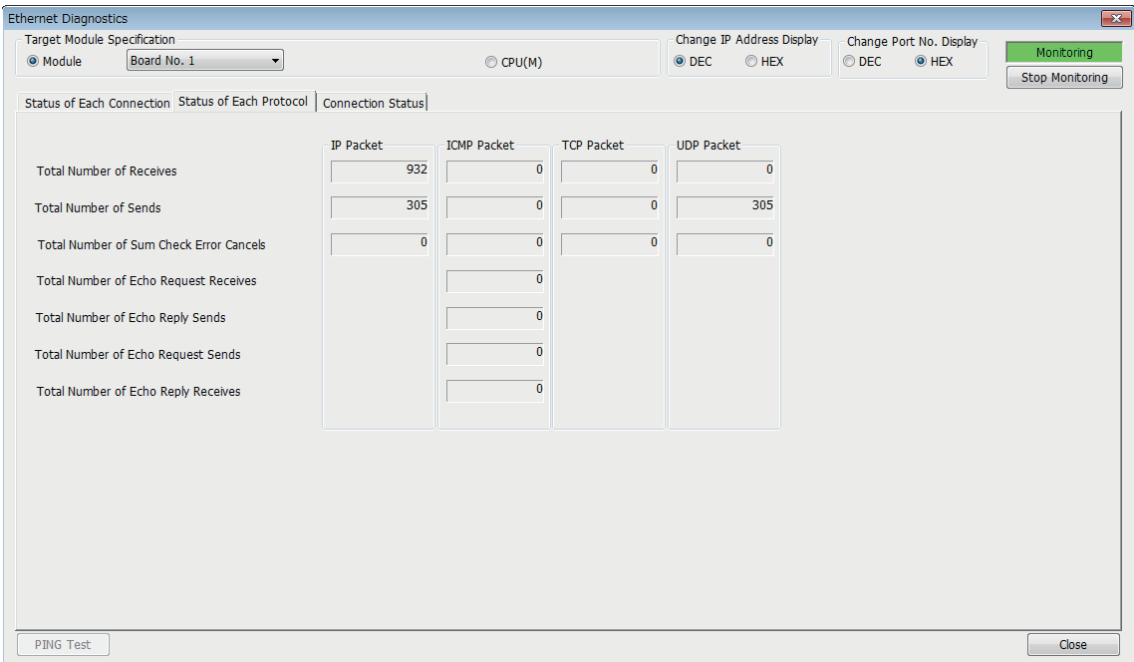 Ethernet Diagnostics
Target Module Specification
Module
Board No. 1
CPU(M)
Change IP Address Display
DEC
HEX
Change Port No. Display
DEC
HEX
Monitoring
Stop Monitoring
Status of Each Connection
Status of Each Protocol
Connection Status
IP Packet ICMP Packet TCP Packet UDP Packet
Total Number of Receives 932 0 0 0
Total Number of Sends 305 0 0 305
Total Number of Sum Check Error Cancels 0 0 0 0
Total Number of Echo Request Receives 0
Total Number of Echo Reply Sends 0
Total Number of Echo Request Sends 0
Total Number of Echo Reply Receives 0
PING Test
Close